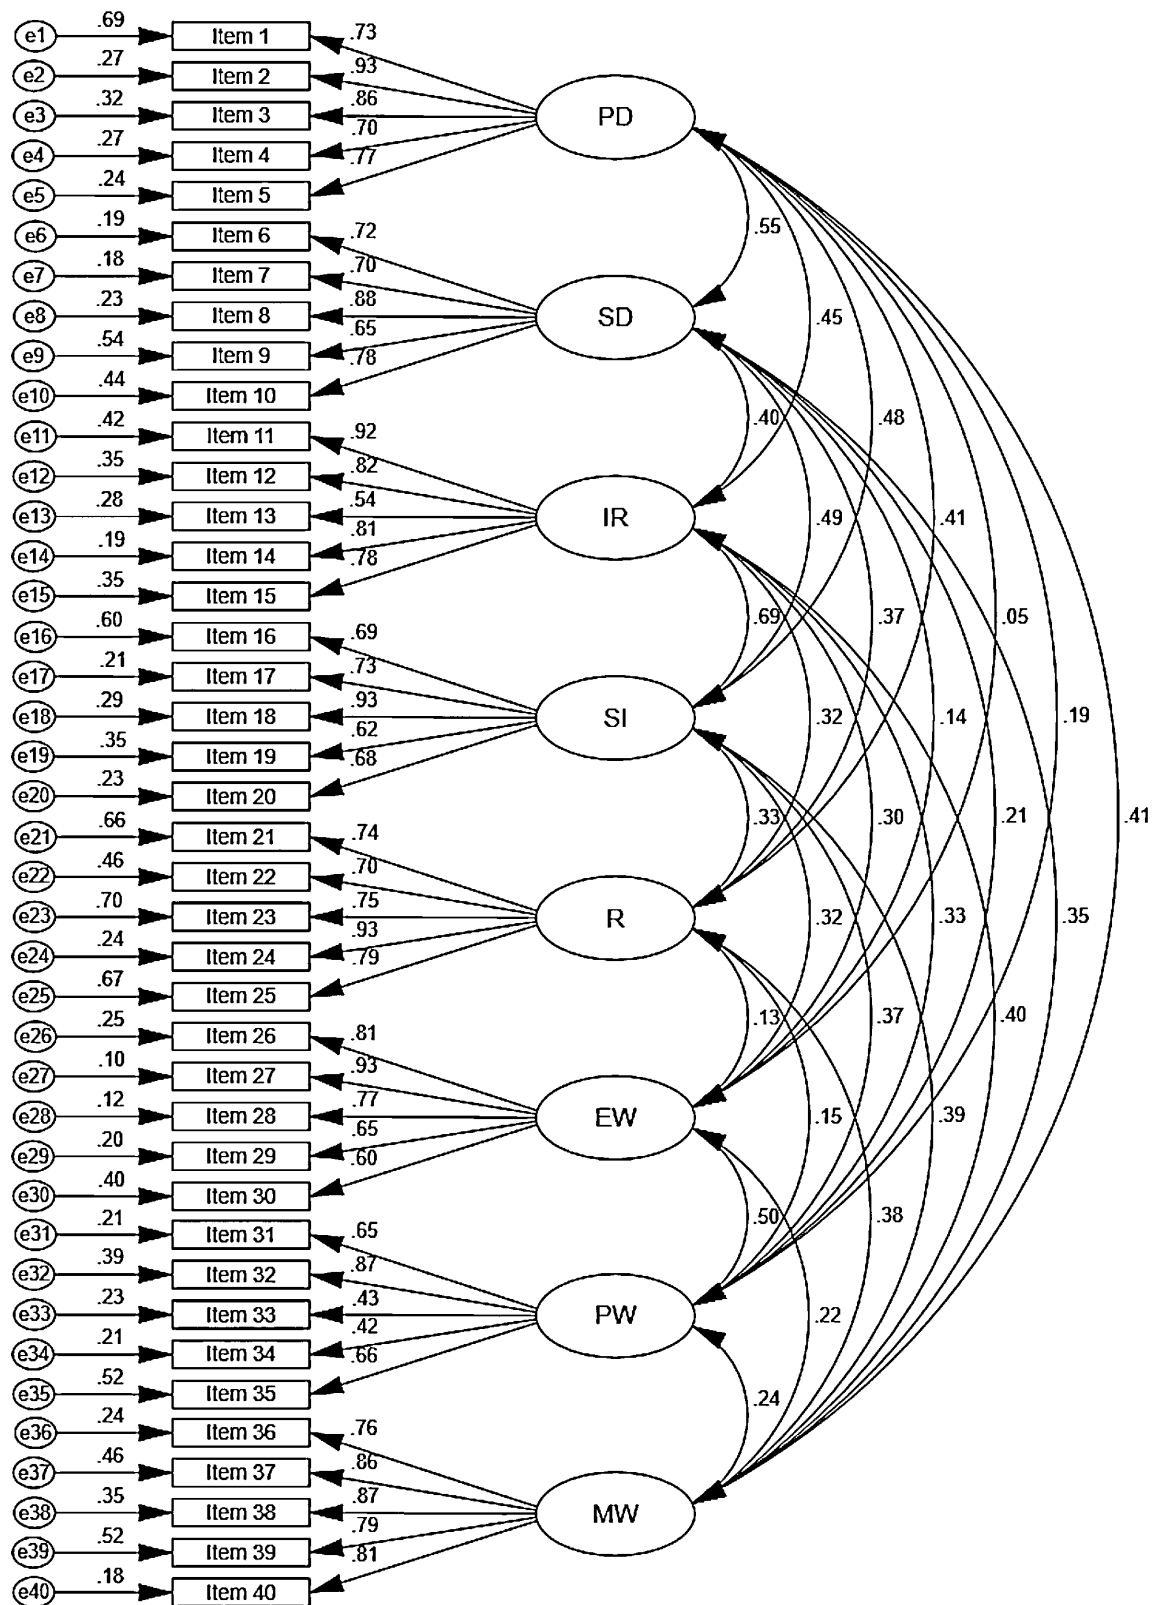 e1 .69 Item 1 .73
e2 .27 Item 2 .93
e3 .32 Item 3 .86 PD
e4 .27 Item 4 .70
e5 .24 Item 5 .77
e6 .19 Item 6 .72 .55
e7 .18 Item 7 .70
e8 .23 Item 8 .88 SD .45
e9 .54 Item 9 .65
e10 .44 Item 10 .78
e11 .42 Item 11 .92 .40 .48
e12 .35 Item 12 .82
e13 .28 Item 13 .54 IR .49 .41
e14 .19 Item 14 .81
e15 .35 Item 15 .78
e16 .60 Item 16 .69 .69 .37 .05
e17 .21 Item 17 .73
e18 .29 Item 18 .93 SI .32 .14 .19
e19 .35 Item 19 .62
e20 .23 Item 20 .68
e21 .66 Item 21 .74 .33 .30 .21 .41
e22 .46 Item 22 .70
e23 .70 Item 23 .75 R .32 .33 .35
e24 .24 Item 24 .93
e25 .67 Item 25 .79
e26 .25 Item 26 .81 .13 .37 .40
e27 .10 Item 27 .93
e28 .12 Item 28 .77 EW .15 .39
e29 .20 Item 29 .65
e30 .40 Item 30 .60
e31 .21 Item 31 .65 .50 .38
e32 .39 Item 32 .87
e33 .23 Item 33 .43 PW .22
e34 .21 Item 34 .42
e35 .52 Item 35 .66
e36 .24 Item 36 .76 .24
e37 .46 Item 37 .86
e38 .35 Item 38 .87 MW
e39 .52 Item 39 .79
e40 .18 Item 40 .81